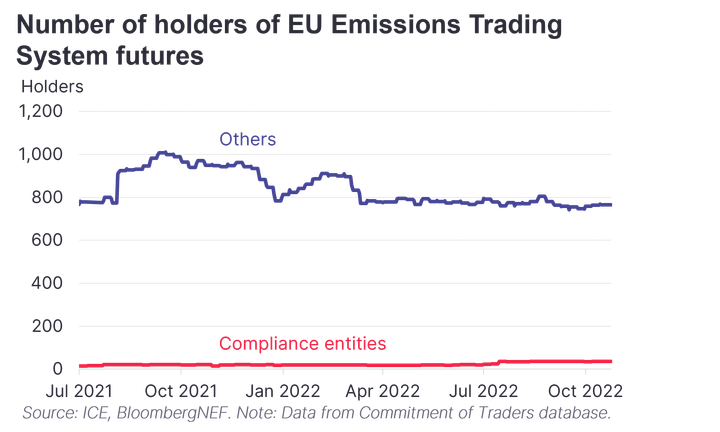 Number of holders of EU Emissions Trading
System futures
Holders
1,200
Others
1,000
800
600
400
200
Compliance entities
0
Jul 2021 Oct 2021 Jan 2022 Apr 2022 Jul 2022 Oct 2022
Source: ICE, BloombergNEF. Note: Data from Commitment of Traders database.